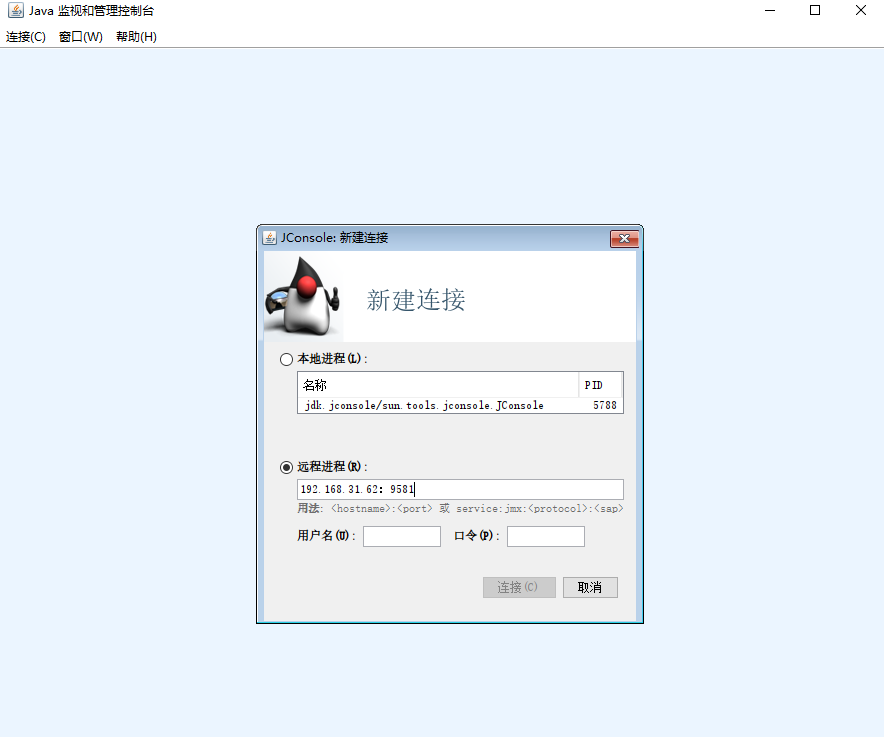 Java 监视和管理控制台
连接(C) 窗口(W) 帮助(H)
JConsole: 新建连接
新建连接
本地进程(L):
名称 PID
jdk.jconsole/sun.tools.jconsole.JConsole 5788
远程进程(R):
192.168.31.62：9581
用法: <hostname>:<port> 或 service:jmx:<protocol>:<sap>
用户名(U): 口令(P):
连接(C) 取消